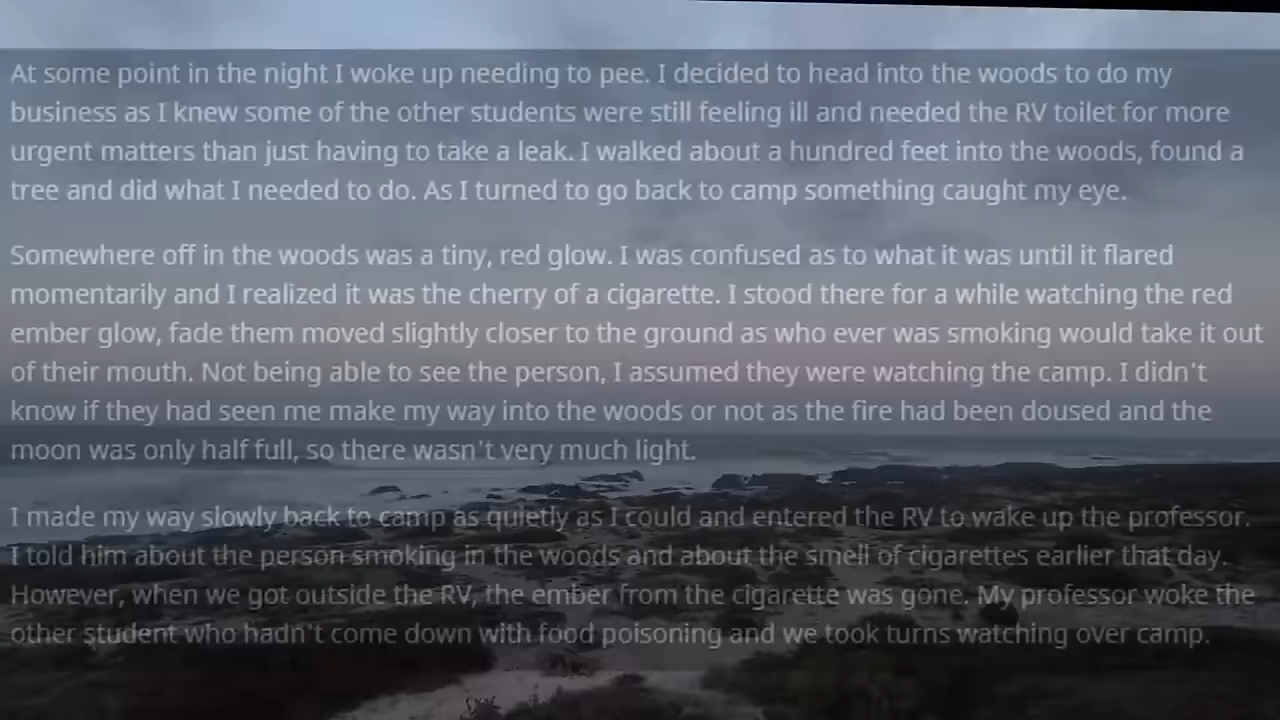 At some point in the night I woke up needing to pee. I decided to head into the woods to do my
business as I knew some of the other students were still feeling ill and needed the RV toilet for more
urgent matters than just having to take a leak. I walked about a hundred feet into the woods, found a
tree and did what I needed to do. As I turned to go back to camp something caught my eye.
Somewhere off in the woods was a tiny, red glow. I was confused as to what it was until it flared
momentarily and I realized it was the cherry of a cigarette. I stood there for a while watching the red
ember glow, fade them moved slightly closer to the ground as who ever was smoking would take it out
of their mouth. Not being able to see the person, I assumed they were watching the camp. I didn't
know if they had seen me make my way into the woods or not as the fire had been doused and the
moon was only half full, so there wasn't very much light.
I made my way slowly back to camp as quietly as I could and entered the RV to wake up the professor.
I told him about the person smoking in the woods and about the smell of cigarettes earlier that day.
However, when we got outside the RV, the ember from the cigarette was gone. My professor woke the
other student who hadn't come down with food poisoning and we took turns watching over camp.